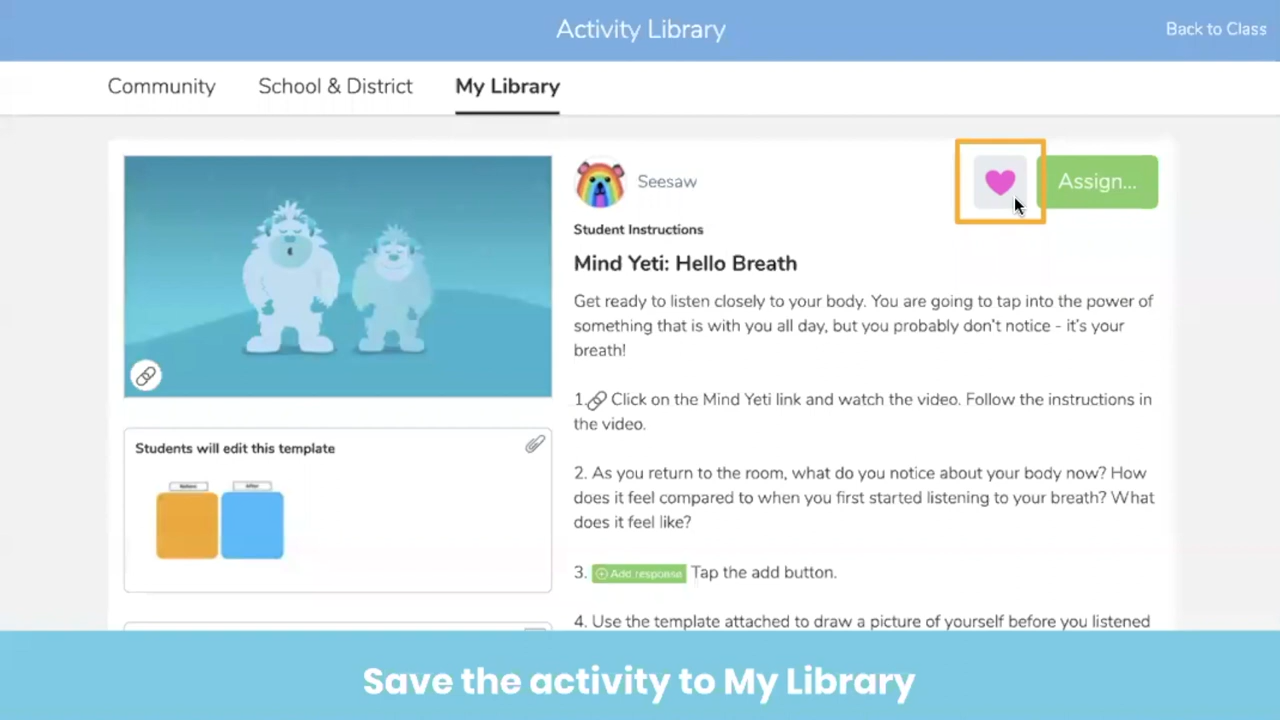 Activity Library
Back to Class
Community
School & District
My Library
Seesaw
Assign...
Student Instructions
Mind Yeti: Hello Breath
Get ready to listen closely to your body. You are going to tap into the power of
something that is with you all day, but you probably don't notice - it's your
breath!
1. Click on the Mind Yeti link and watch the video. Follow the instructions in
the video.
2. As you return to the room, what do you notice about your body now? How
does it feel compared to when you first started listening to your breath? What
does it feel like?
3. Add response Tap the add button.
4. Use the template attached to draw a picture of yourself before you listened
Students will edit this template
Save the activity to My Library